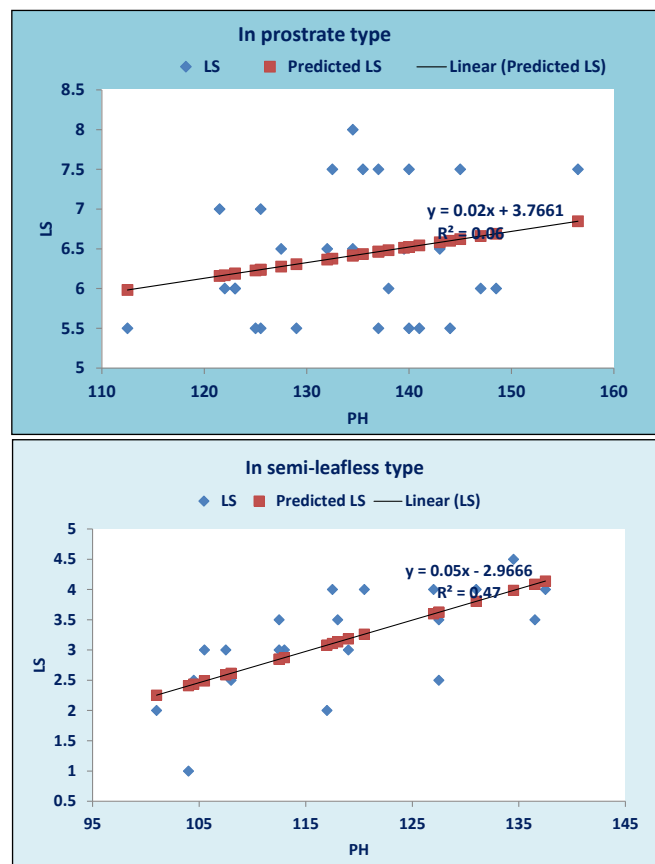 In prostrate type
LS Predicted LS Linear (Predicted LS)
8.5
8
7.5
7
6.5
6
5.5
5
LS
y = 0.02x + 3.7661
R² = 0.06
110 120 130 140 150 160
PH
In semi-leafless type
LS Predicted LS Linear (LS)
5
4.5
4
3.5
3
2.5
2
1.5
1
0.5
LS
y = 0.05x - 2.9666
R² = 0.47
95 105 115 125 135 145
PH